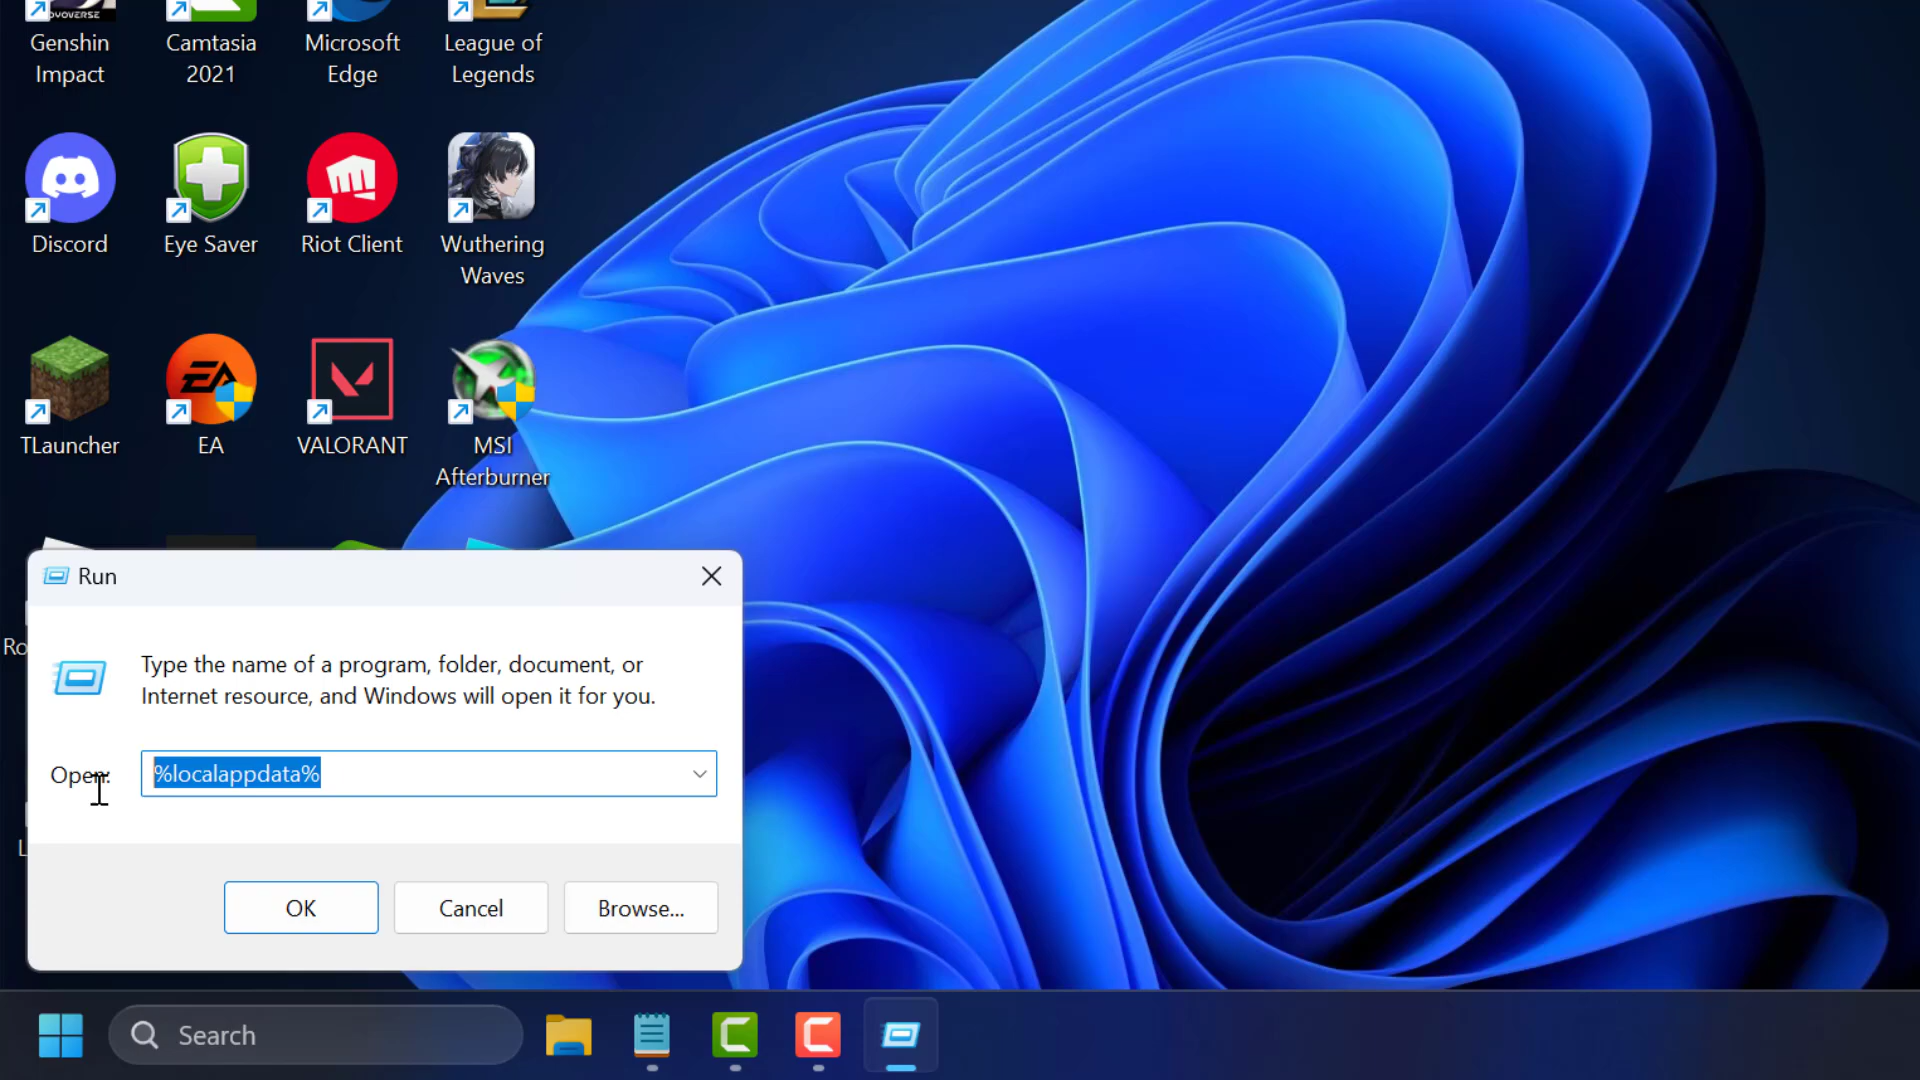 Genshin
Impact
Camtasia
2021
Microsoft
Edge
League of
Legends
Discord
Eye Saver
Riot Client
Wuthering
Waves
TLauncher
EA
VALORANT
MSI
Afterburner
Run
Type the name of a program, folder, document, or
Internet resource, and Windows will open it for you.
Open:
%localappdata%
OK
Cancel
Browse...
Search